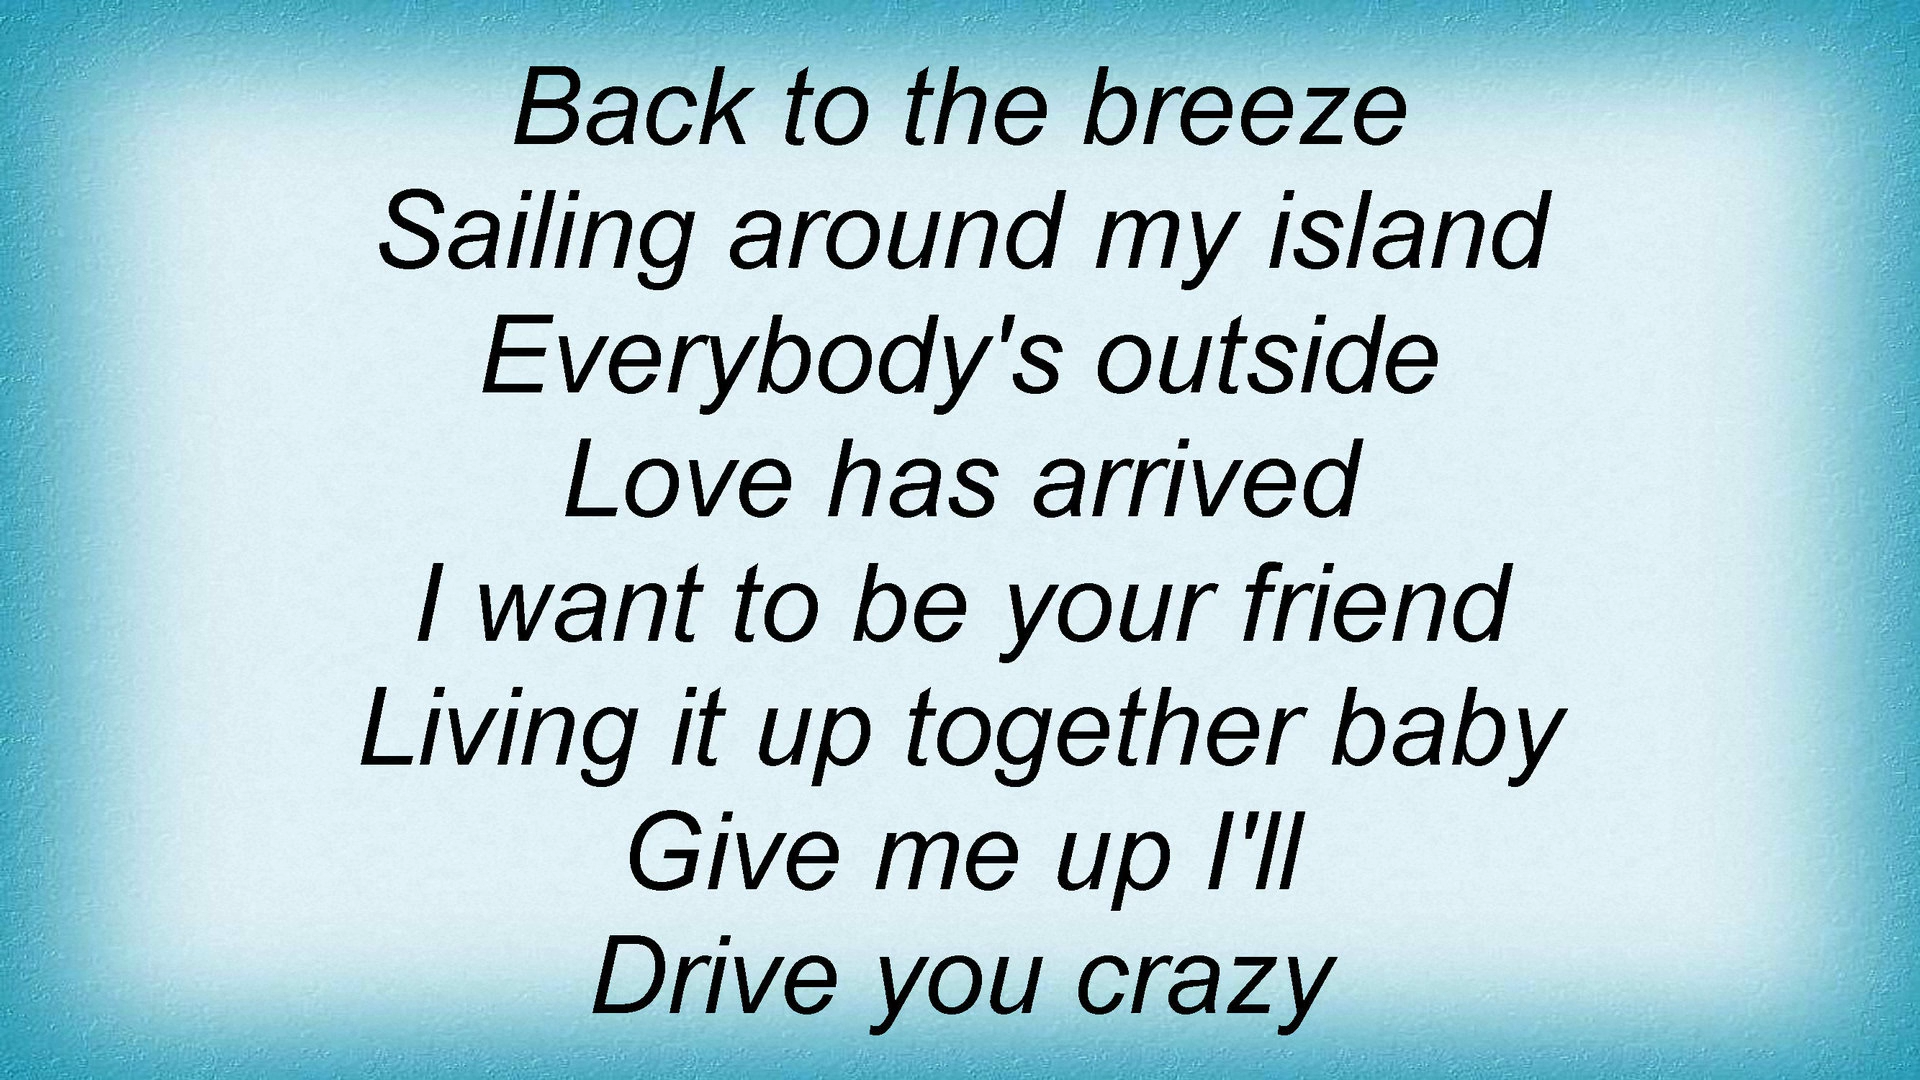 Back to the breeze
Sailing around my island
Everybody's outside
Love has arrived
I want to be your friend
Living it up together baby
Give me up I'll
Drive you crazy